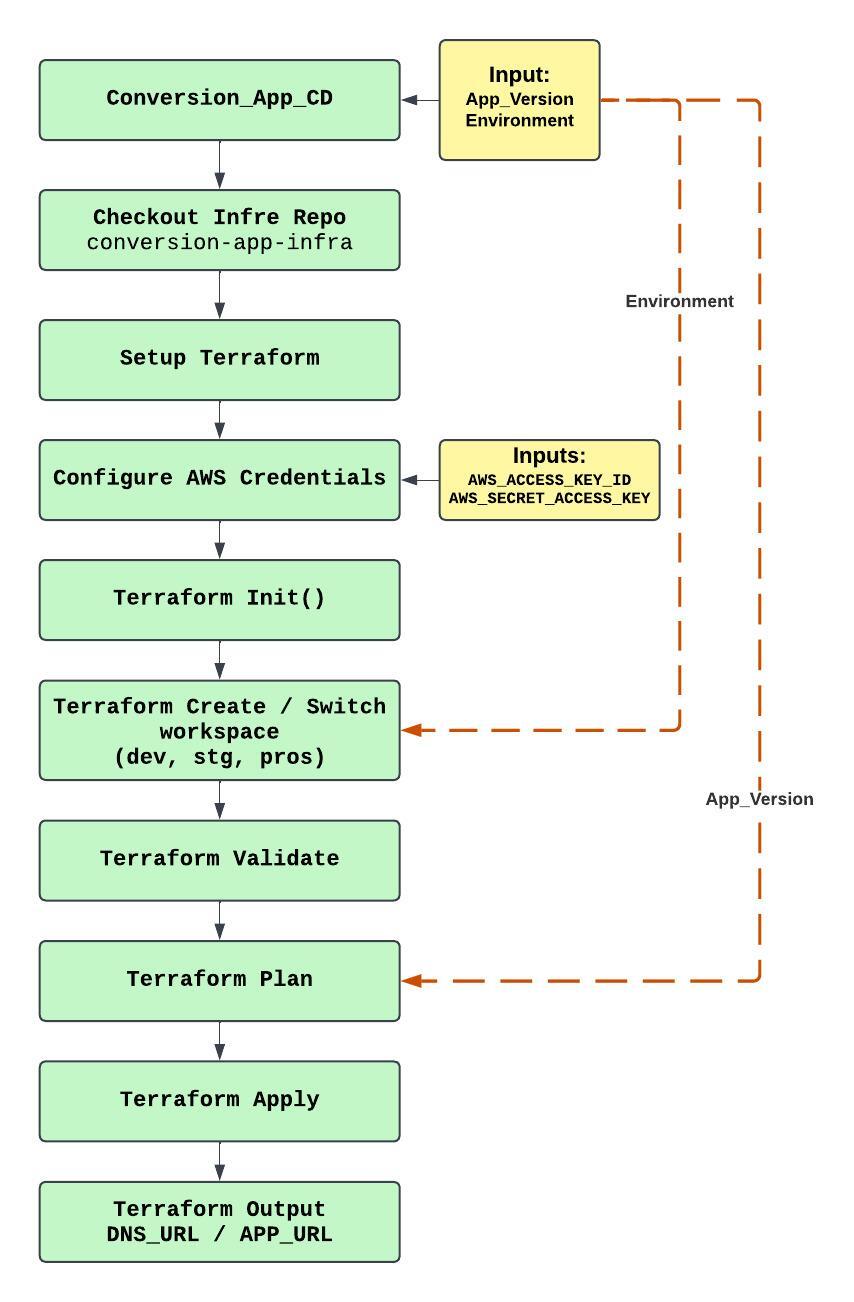 Conversion_App_CD
Input:
App_Version
Environment
Checkout Infre Repo
conversion-app-infra
Environment
Setup Terraform
Configure AWS Credentials
Inputs:
AWS_ACCESS_KEY_ID
AWS_SECRET_ACCESS_KEY
Terraform Init()
Terraform Create / Switch
workspace
(dev, stg, pros)
App_Version
Terraform Validate
Terraform Plan
Terraform Apply
Terraform Output
DNS_URL / APP_URL